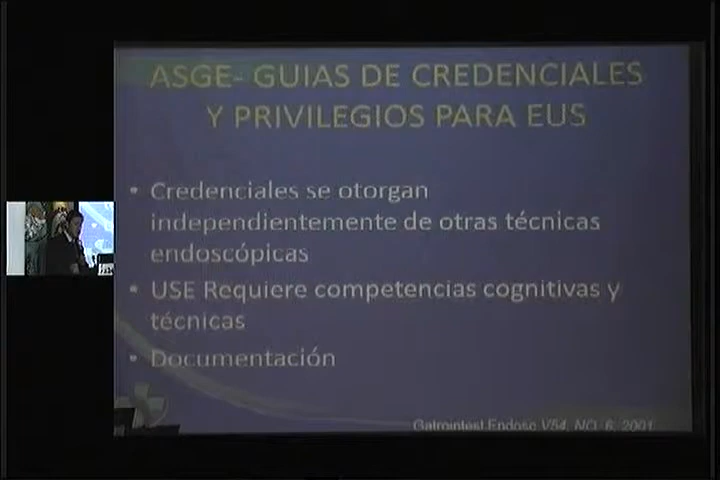 ASGE- GUIAS DE CREDENCIALES
Y PRIVILEGIOS PARA EUS
• Credenciales se otorgan
independientemente de otras técnicas
endoscópicas
• USE Requiere competencias cognitivas y
técnicas
• Documentación
Gatrointest Endosc V54, NO. 6, 2001